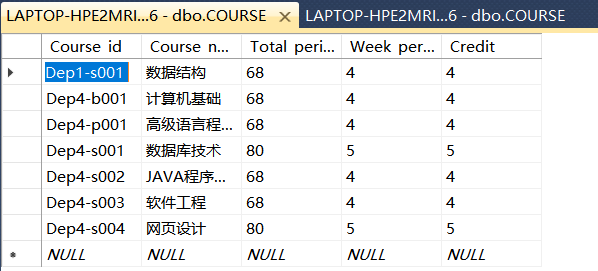 LAPTOP-HPE2MRI...6 - dbo.COURSE LAPTOP-HPE2MRI...6 - dbo.COURSE
Course id Course n... Total peri... Week per... Credit
Dep1-s001 数据结构 68 4 4
Dep4-b001 计算机基础 68 4 4
Dep4-p001 高级语言程... 68 4 4
Dep4-s001 数据库技术 80 5 5
Dep4-s002 JAVA程序... 68 4 4
Dep4-s003 软件工程 68 4 4
Dep4-s004 网页设计 80 5 5
NULL NULL NULL NULL NULL